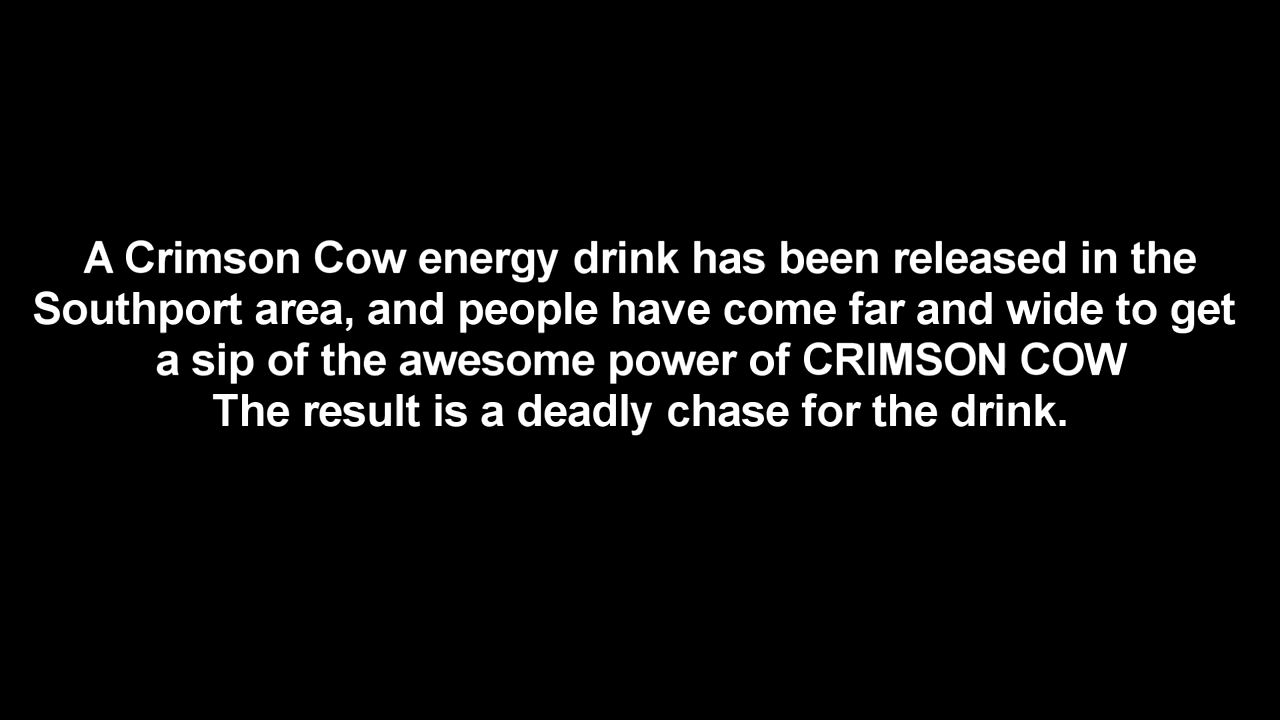 A Crimson Cow energy drink has been released in the
Southport area, and people have come far and wide to get
a sip of the awesome power of CRIMSON COW
The result is a deadly chase for the drink.